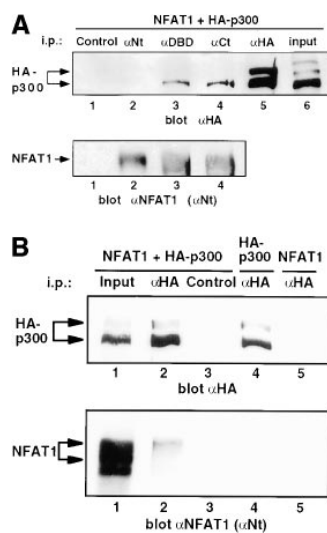 A
NFAT1 + HA-p300
i.p.: Control αNt αDBD αCt αHA input
HA-
p300
1 2 3 4 5 6
blot αHA
NFAT1
1 2 3 4
blot αNFAT1 (αNt)
B
HA-
NFAT1 + HA-p300 p300 NFAT1
i.p.: Input αHA Control αHA αHA
HA-
p300
1 2 3 4 5
blot αHA
NFAT1
1 2 3 4 5
blot αNFAT1 (αNt)